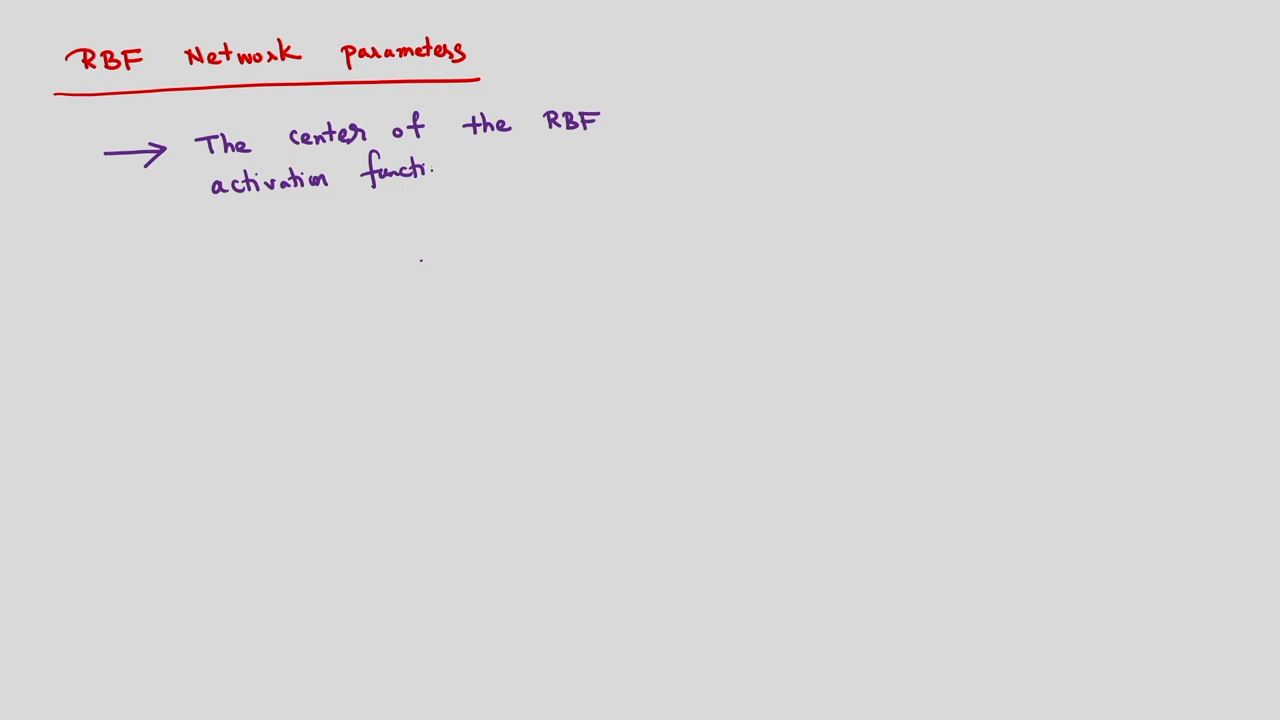 RBF Network parameters
The center of the RBF
activation functi